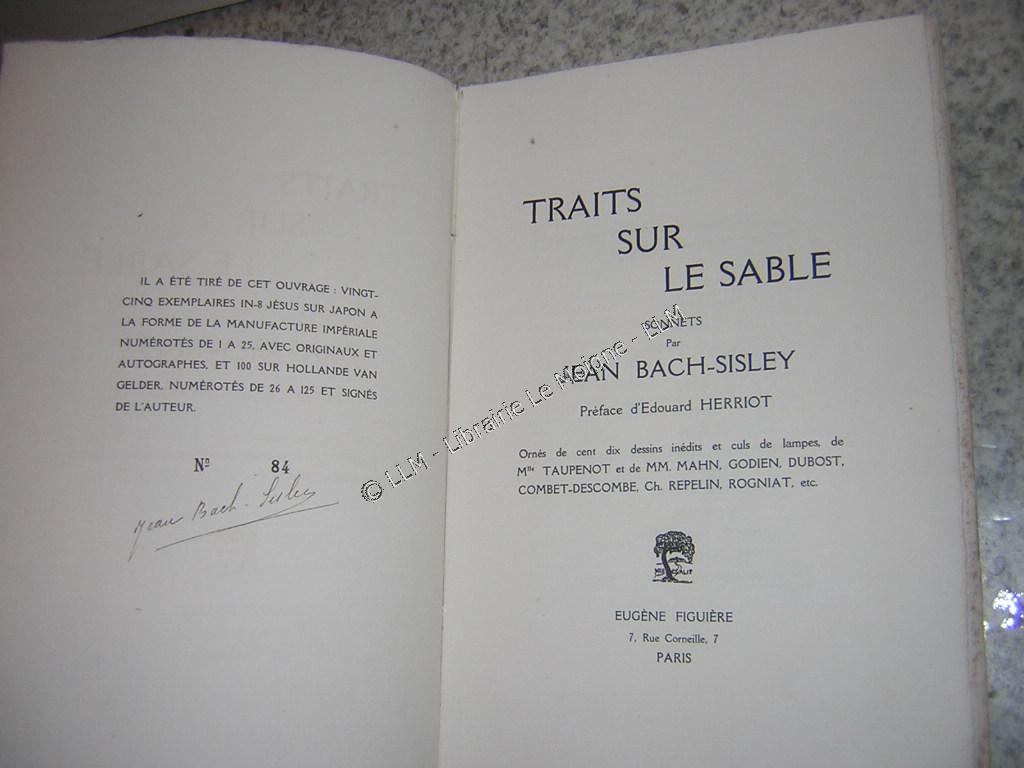 IL A ÉTÉ TIRÉ DE CET OUVRAGE : VINGT-
CINQ EXEMPLAIRES IN-8 JÉSUS SUR JAPON A
LA FORME DE LA MANUFACTURE IMPÉRIALE
NUMÉROTÉS DE 1 A 25, AVEC ORIGINAUX ET
AUTOGRAPHES, ET 100 SUR HOLLANDE VAN
GELDER, NUMÉROTÉS DE 26 A 125 ET SIGNÉS
DE L'AUTEUR.
Nº 84
Jean Bach-Sisley
TRAITS
SUR
LE SABLE
SONNETS
Par
JEAN BACH-SISLEY
Préface d'Edouard HERRIOT
Ornés de cent dix dessins inédits et culs de lampes, de
Mlle TAUPENOT et de MM. MAHN, GODIEN, DUBOST,
COMBET-DESCOMBE, Ch. REPELIN, ROGNIAT, etc.
EUGÈNE FIGUIÈRE
7, Rue Corneille, 7
PARIS
© LLM - Librairie Le Moigne - LLM